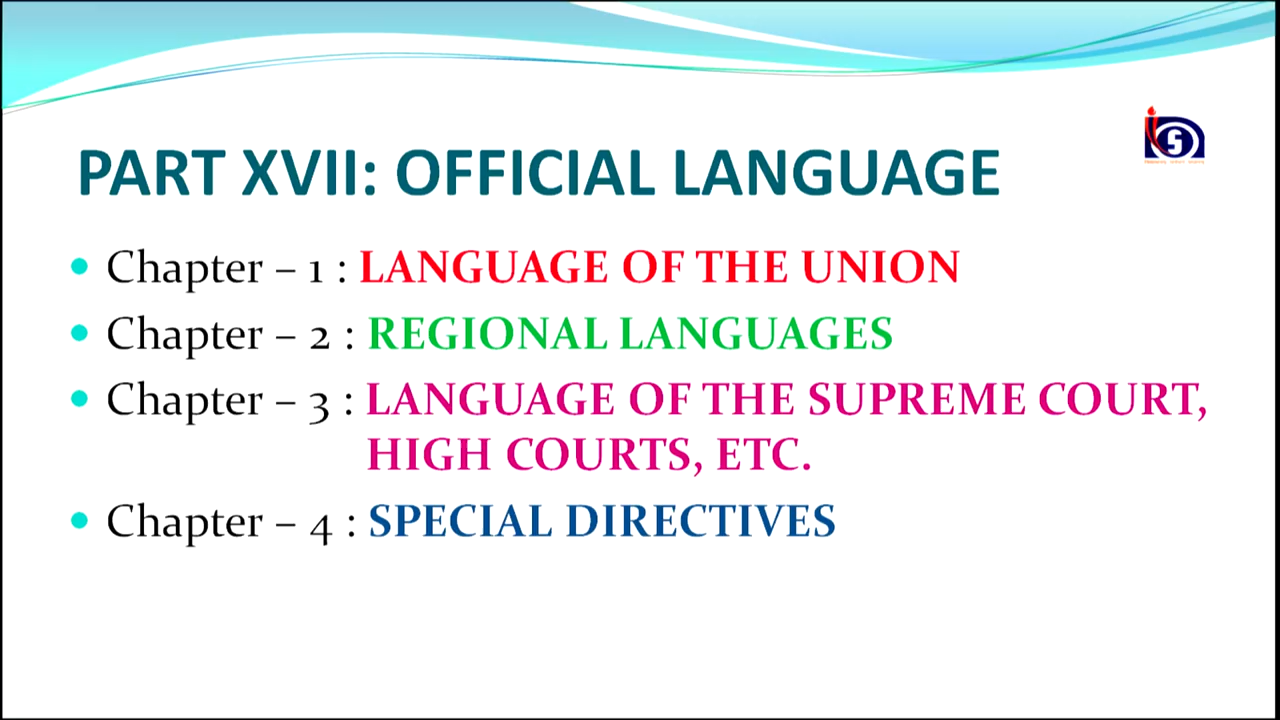 PART XVII: OFFICIAL LANGUAGE
• Chapter – 1 : LANGUAGE OF THE UNION
• Chapter – 2 : REGIONAL LANGUAGES
• Chapter – 3 : LANGUAGE OF THE SUPREME COURT,
HIGH COURTS, ETC.
• Chapter – 4 : SPECIAL DIRECTIVES